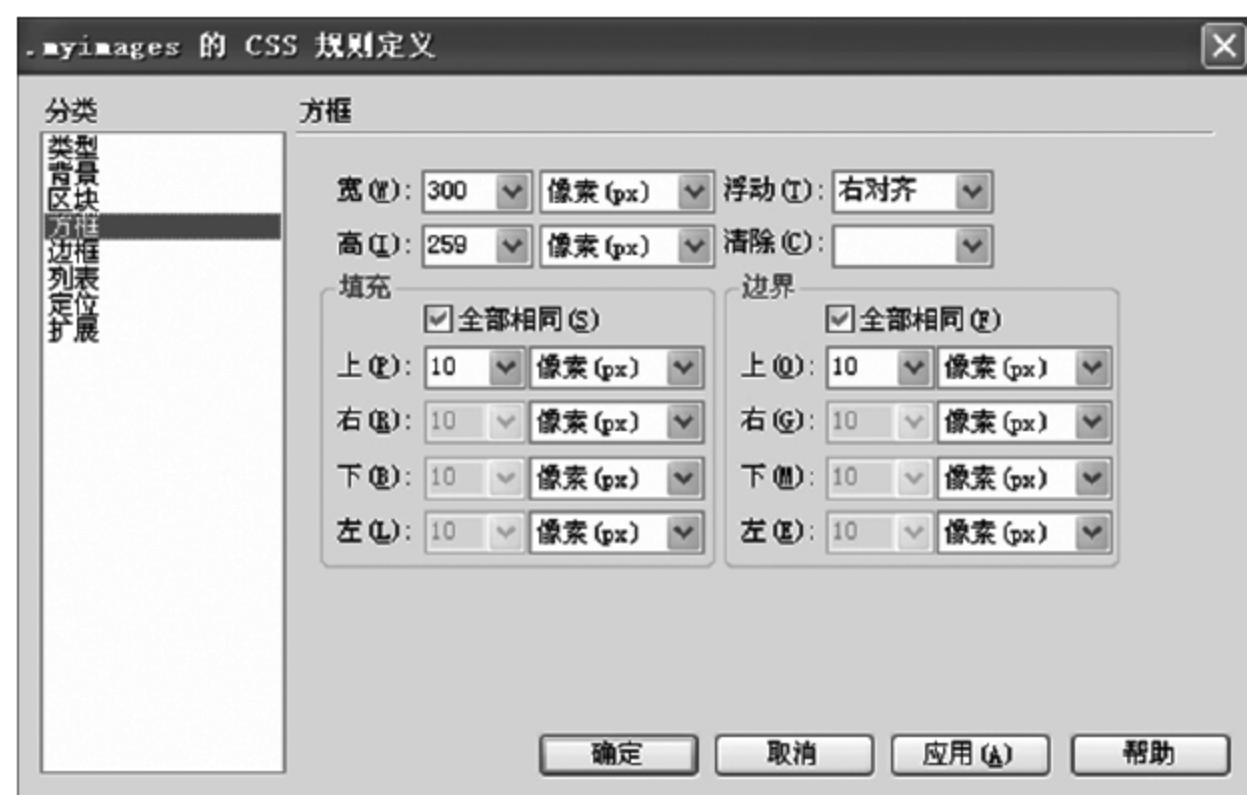 .myimages 的 CSS 规则定义
分类
类型
背景
区块
方框
边框
列表
定位
扩展
方框
宽(W): 300 像素(px) 浮动(T): 右对齐
高(I): 259 像素(px) 清除(C):
填充
全部相同(S)
上(P): 10 像素(px)
右(R): 10 像素(px)
下(B): 10 像素(px)
左(L): 10 像素(px)
边界
全部相同(F)
上(O): 10 像素(px)
右(G): 10 像素(px)
下(M): 10 像素(px)
左(E): 10 像素(px)
确定 取消 应用(A) 帮助